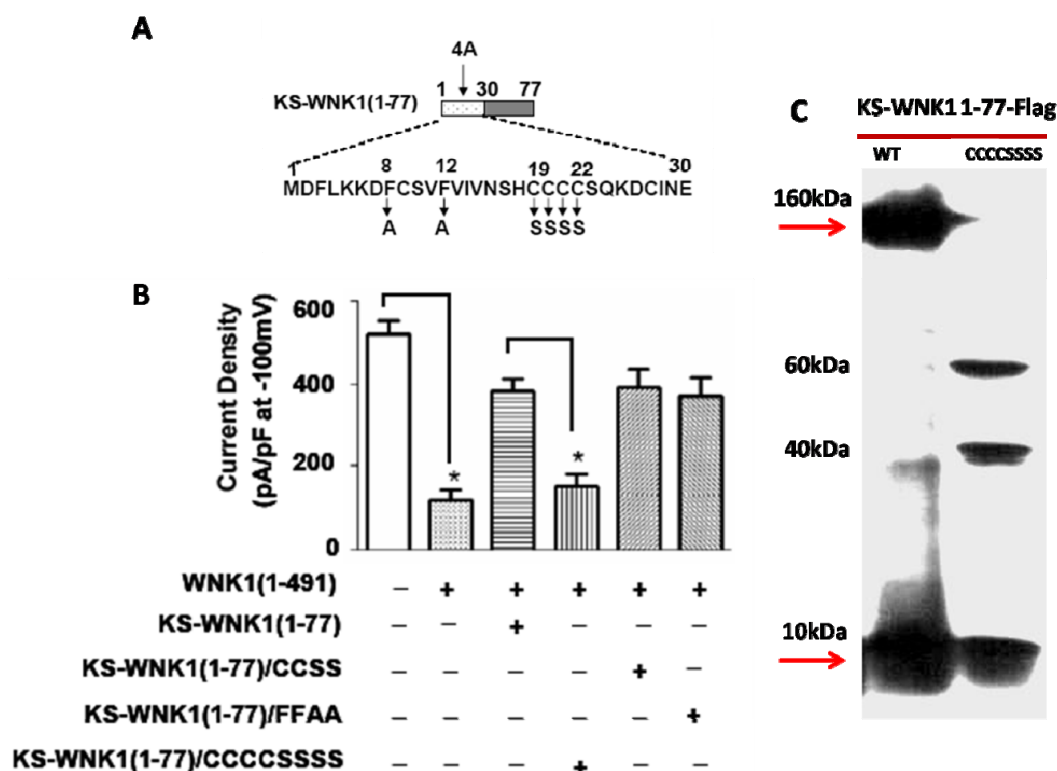 A
4A
1 30 77
KS-WNK1(1-77)
1 8 12 19 22 30
MDFLKKDFCSVFVIVNSHCCCCSQKDCINE
A A SSSS
B
Current Density
(pA/pF at -100mV)
600
400
200
0
* *
WNK1(1-491) – + + + + +
KS-WNK1(1-77) – – + – – –
KS-WNK1(1-77)/CCSS – – – – + –
KS-WNK1(1-77)/FFAA – – – – – +
KS-WNK1(1-77)/CCCCSSSS – – – + – –
C
KS-WNK1 1-77-Flag
WT CCCCSSSS
160kDa
60kDa
40kDa
10kDa